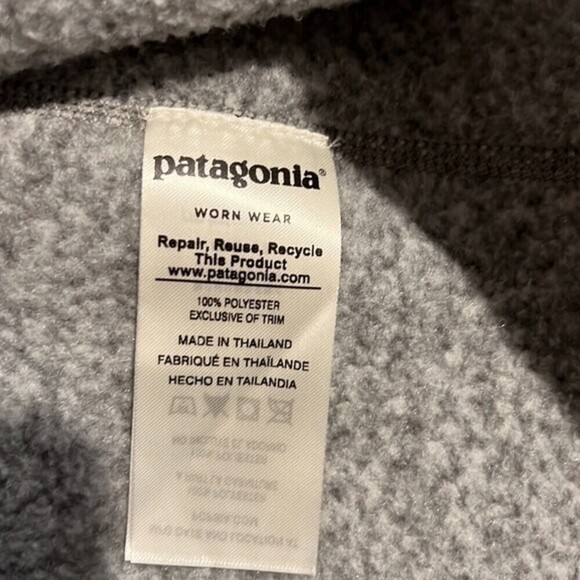 patagonia®
WORN WEAR
Repair, Reuse, Recycle
This Product
www.patagonia.com
100% POLYESTER
EXCLUSIVE OF TRIM
MADE IN THAILAND
FABRIQUÉ EN THAÏLANDE
HECHO EN TAILANDIA